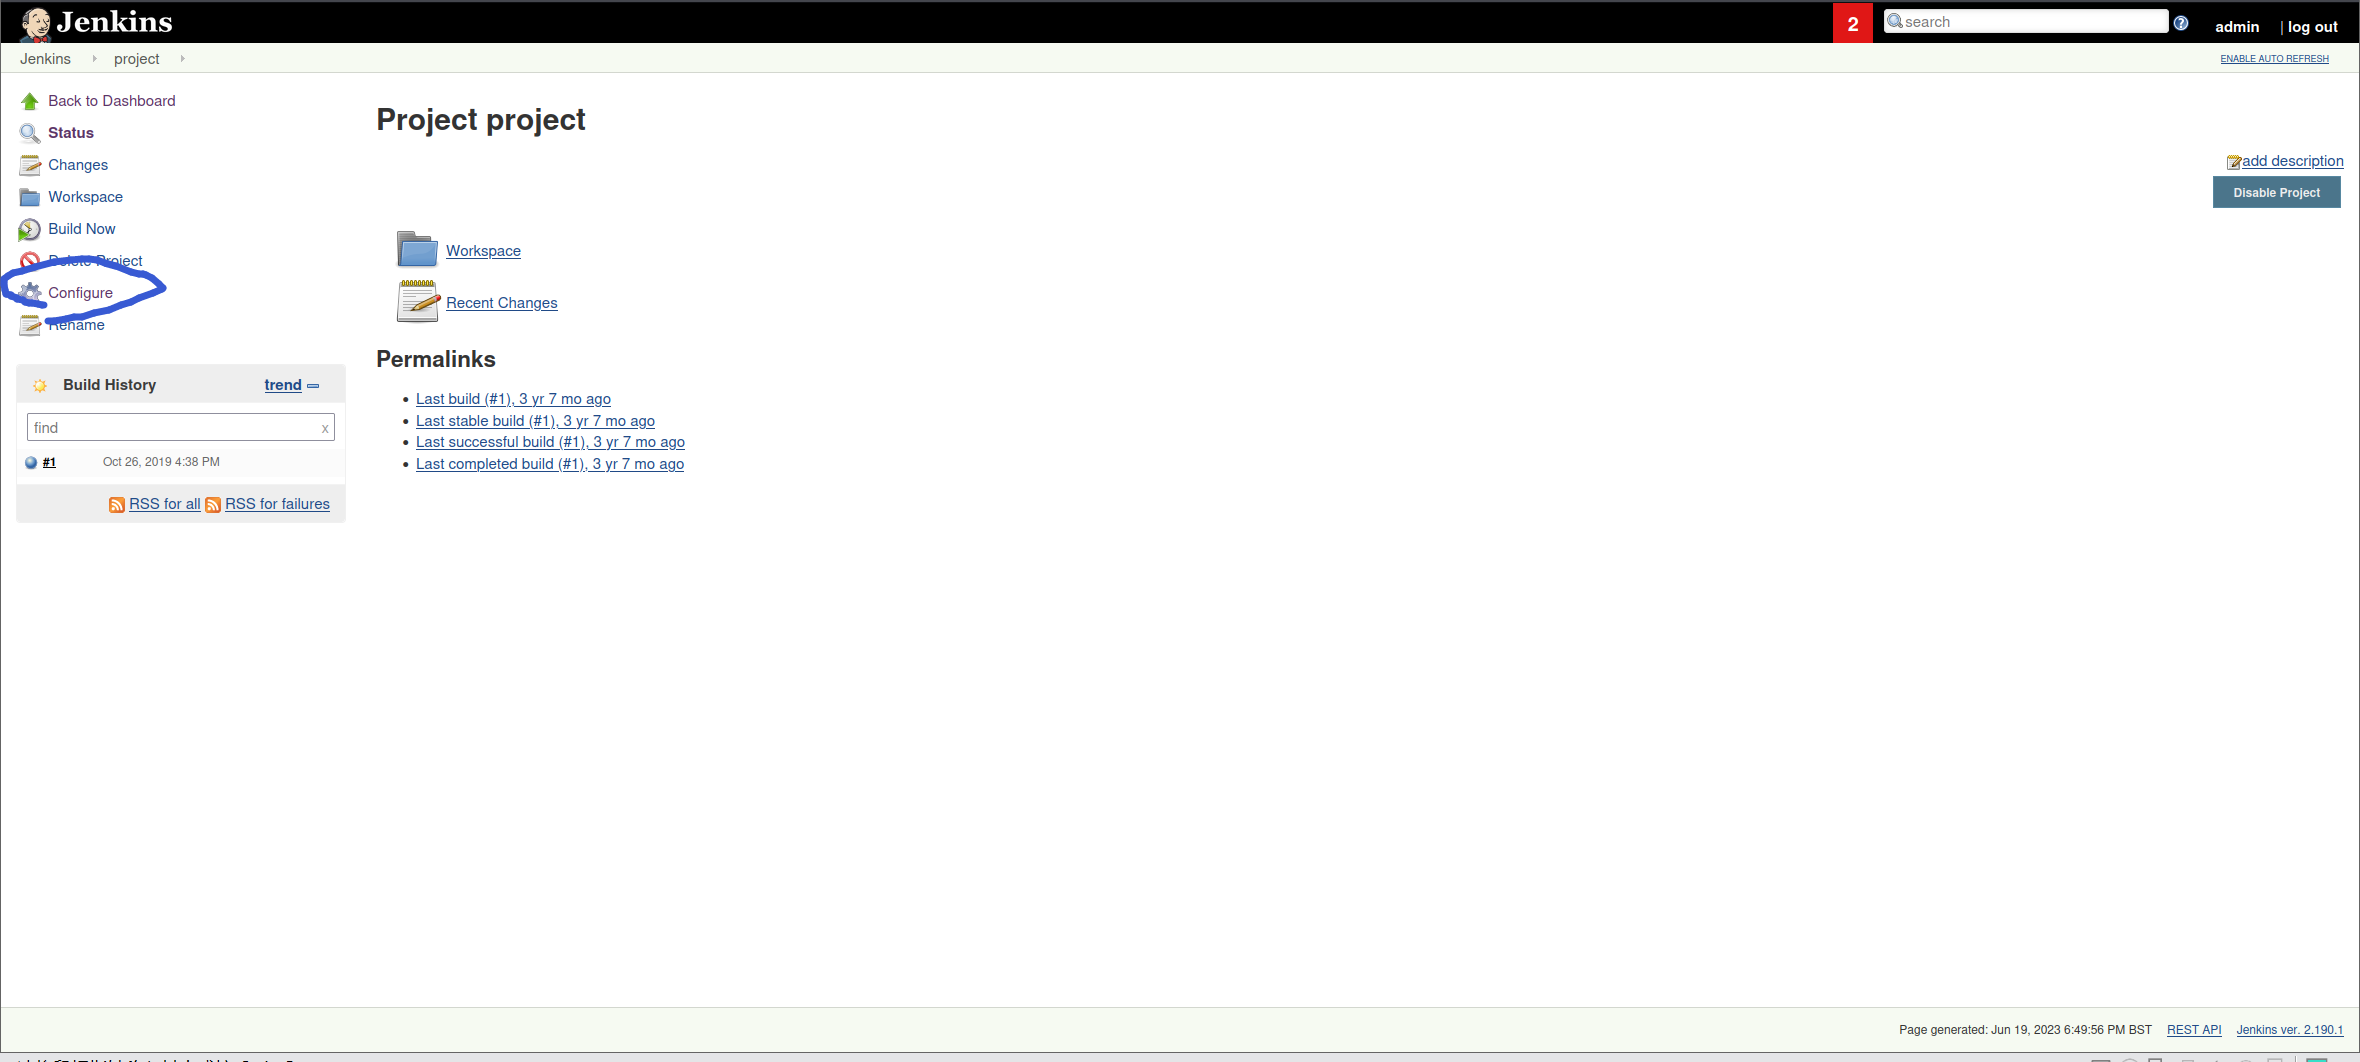 Jenkins
2
search
admin
| log out
Jenkins
project
ENABLE AUTO REFRESH
Back to Dashboard
Status
Changes
Workspace
Build Now
Delete Project
Configure
Rename
Build History
trend
find
x
#1
Oct 26, 2019 4:38 PM
RSS for all
RSS for failures
Project project
add description
Disable Project
Workspace
Recent Changes
Permalinks
Last build (#1), 3 yr 7 mo ago
Last stable build (#1), 3 yr 7 mo ago
Last successful build (#1), 3 yr 7 mo ago
Last completed build (#1), 3 yr 7 mo ago
Page generated: Jun 19, 2023 6:49:56 PM BST
REST API
Jenkins ver. 2.190.1